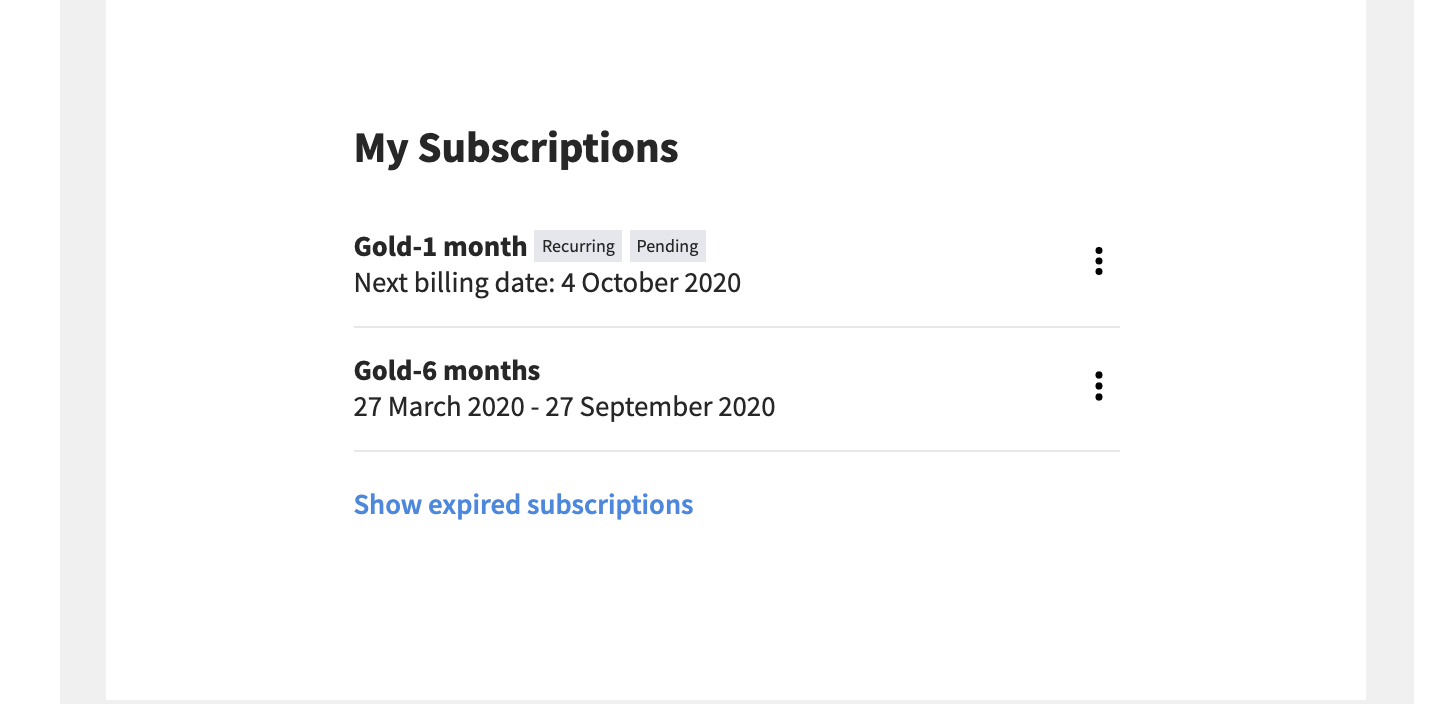 My Subscriptions
Gold-1 month Recurring Pending
Next billing date: 4 October 2020
Gold-6 months
27 March 2020 - 27 September 2020
Show expired subscriptions